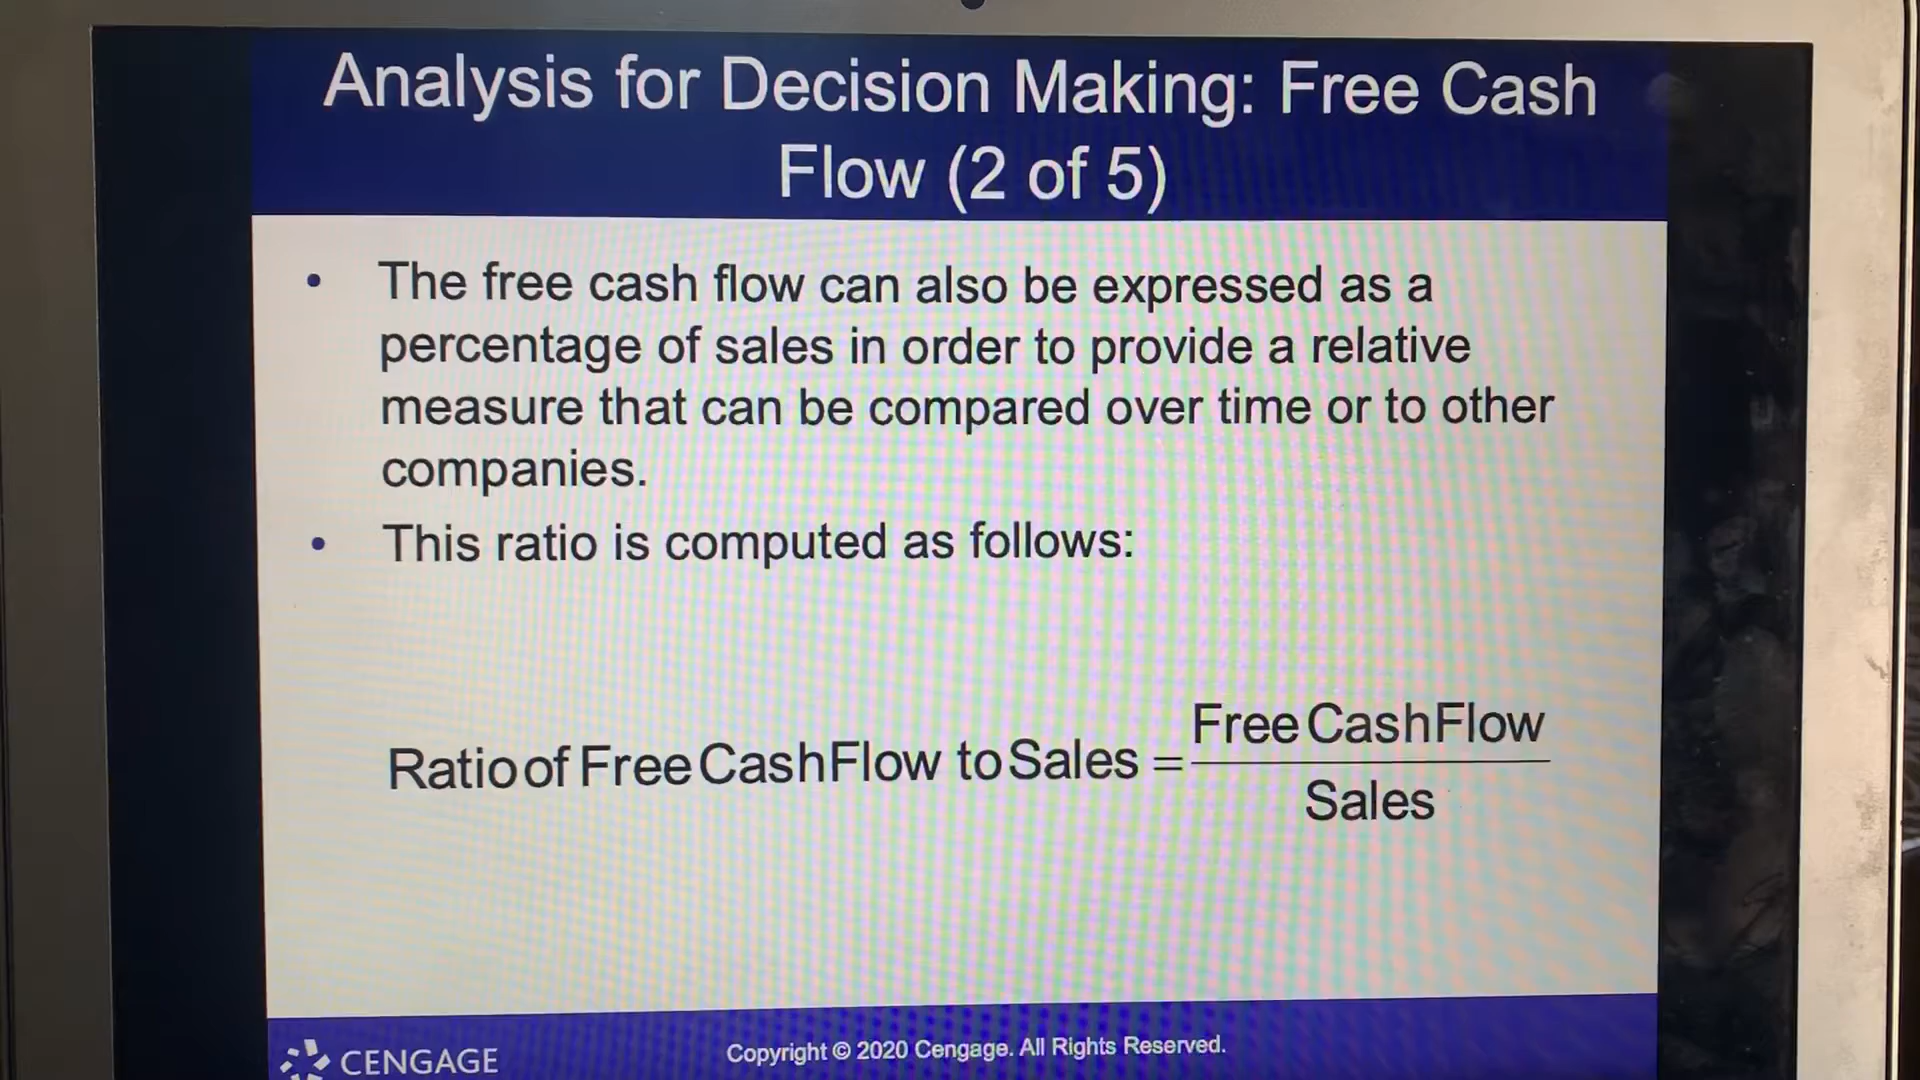 Analysis for Decision Making: Free Cash
Flow (2 of 5)
• The free cash flow can also be expressed as a
percentage of sales in order to provide a relative
measure that can be compared over time or to other
companies.
• This ratio is computed as follows:
Ratio of Free Cash Flow to Sales = Free Cash Flow / Sales
CENGAGE
Copyright © 2020 Cengage. All Rights Reserved.